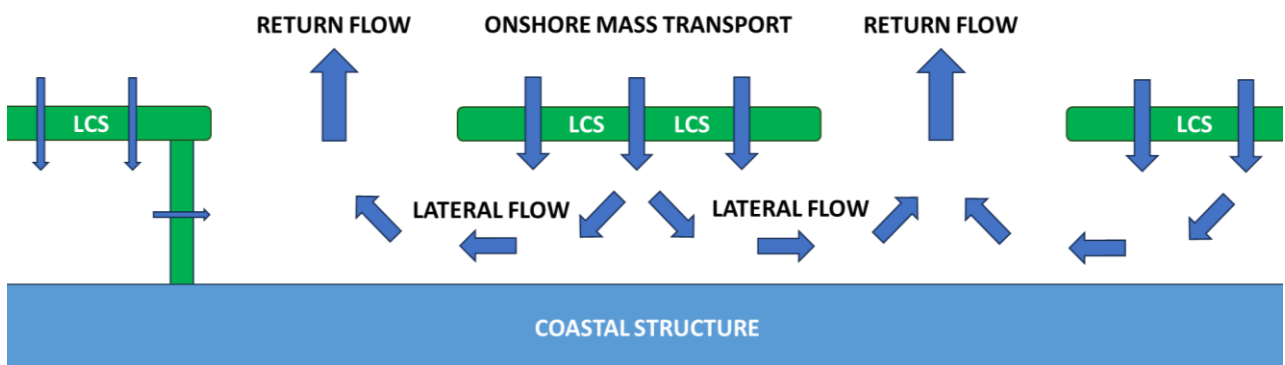 RETURN FLOW
ONSHORE MASS TRANSPORT
RETURN FLOW
LCS
LCS
LCS
LCS
LATERAL FLOW
LATERAL FLOW
COASTAL STRUCTURE